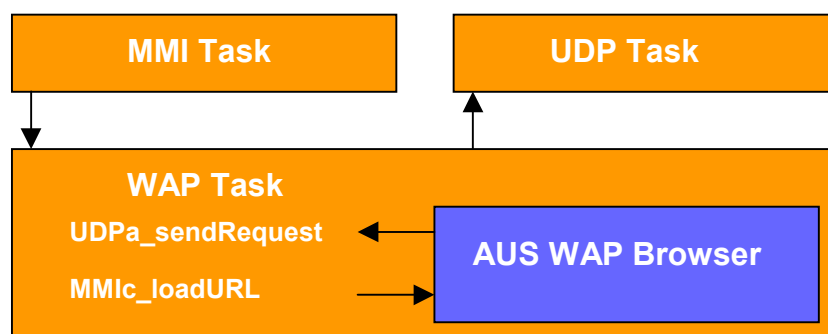 MMI Task
UDP Task
WAP Task
UDPa_sendRequest
AUS WAP Browser
MMIc_loadURL